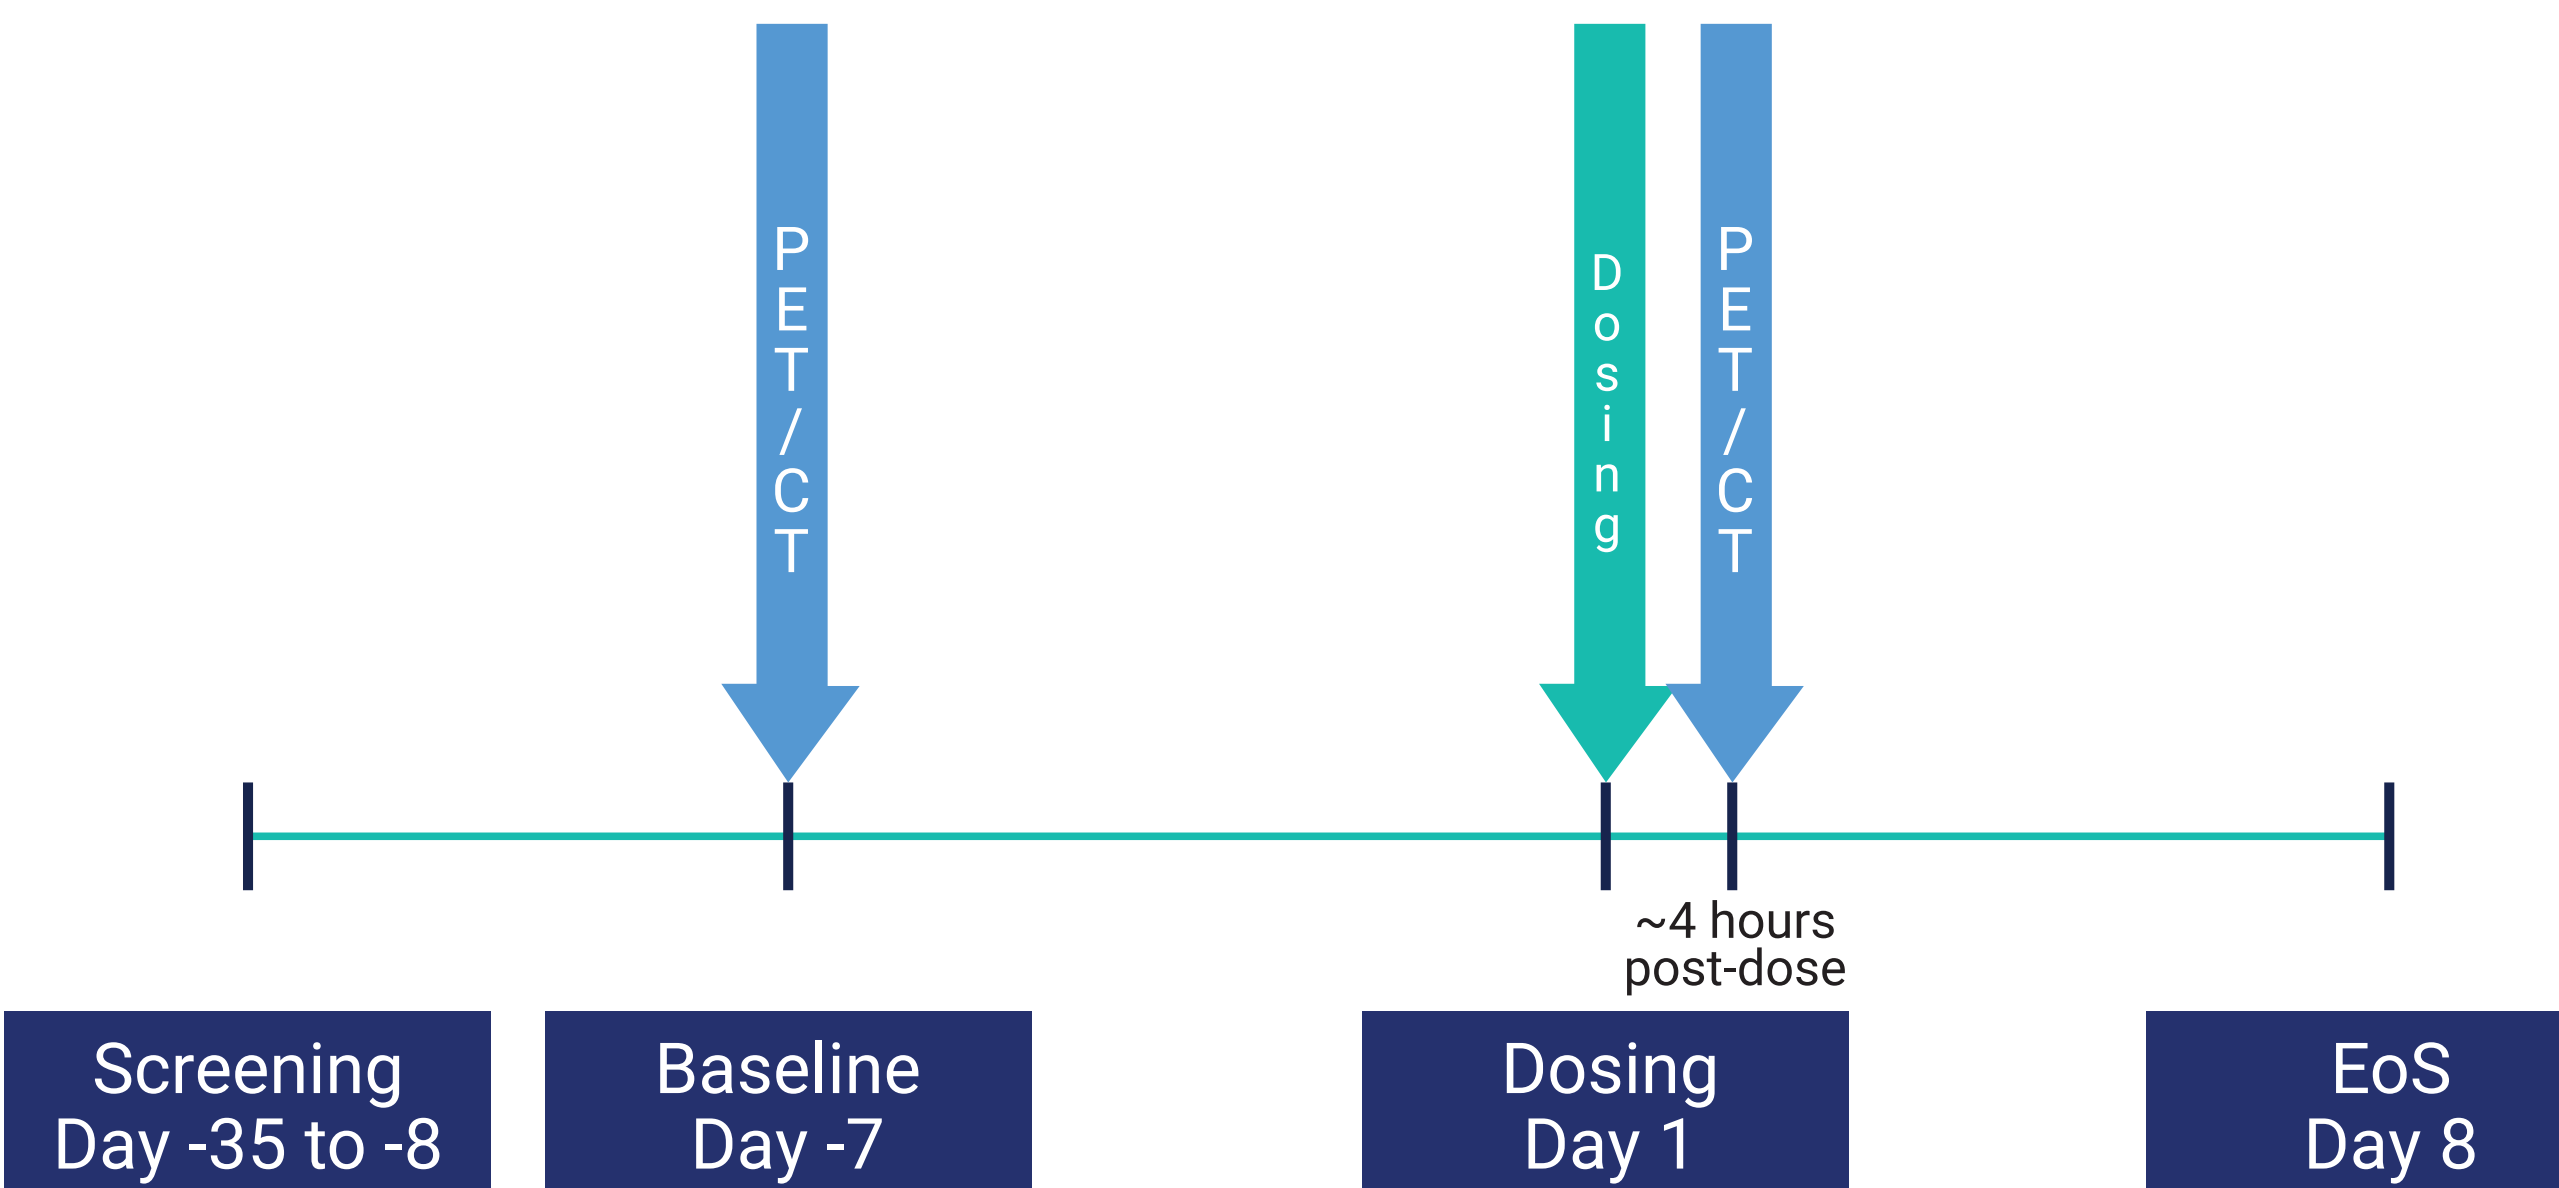 PET/CT
Dosing
PET/CT
~4 hours
post-dose
Screening
Day -35 to -8
Baseline
Day -7
Dosing
Day 1
EoS
Day 8